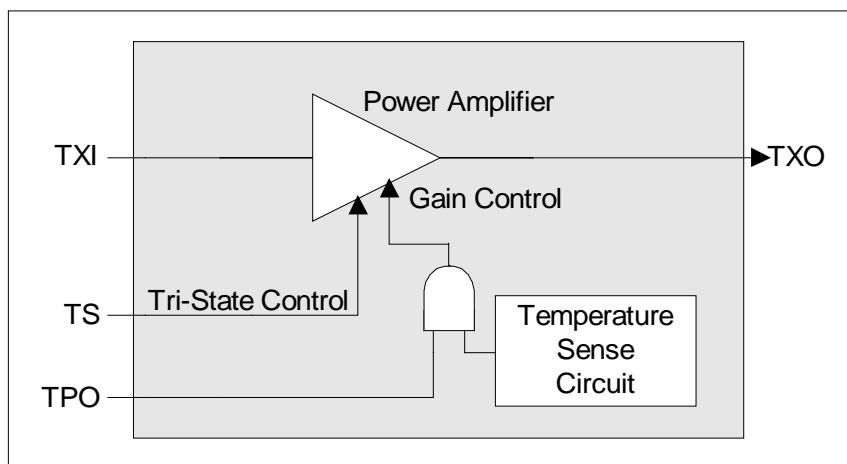 Power Amplifier
TXI
TXO
Gain Control
Tri-State Control
TS
Temperature
Sense
Circuit
TPO